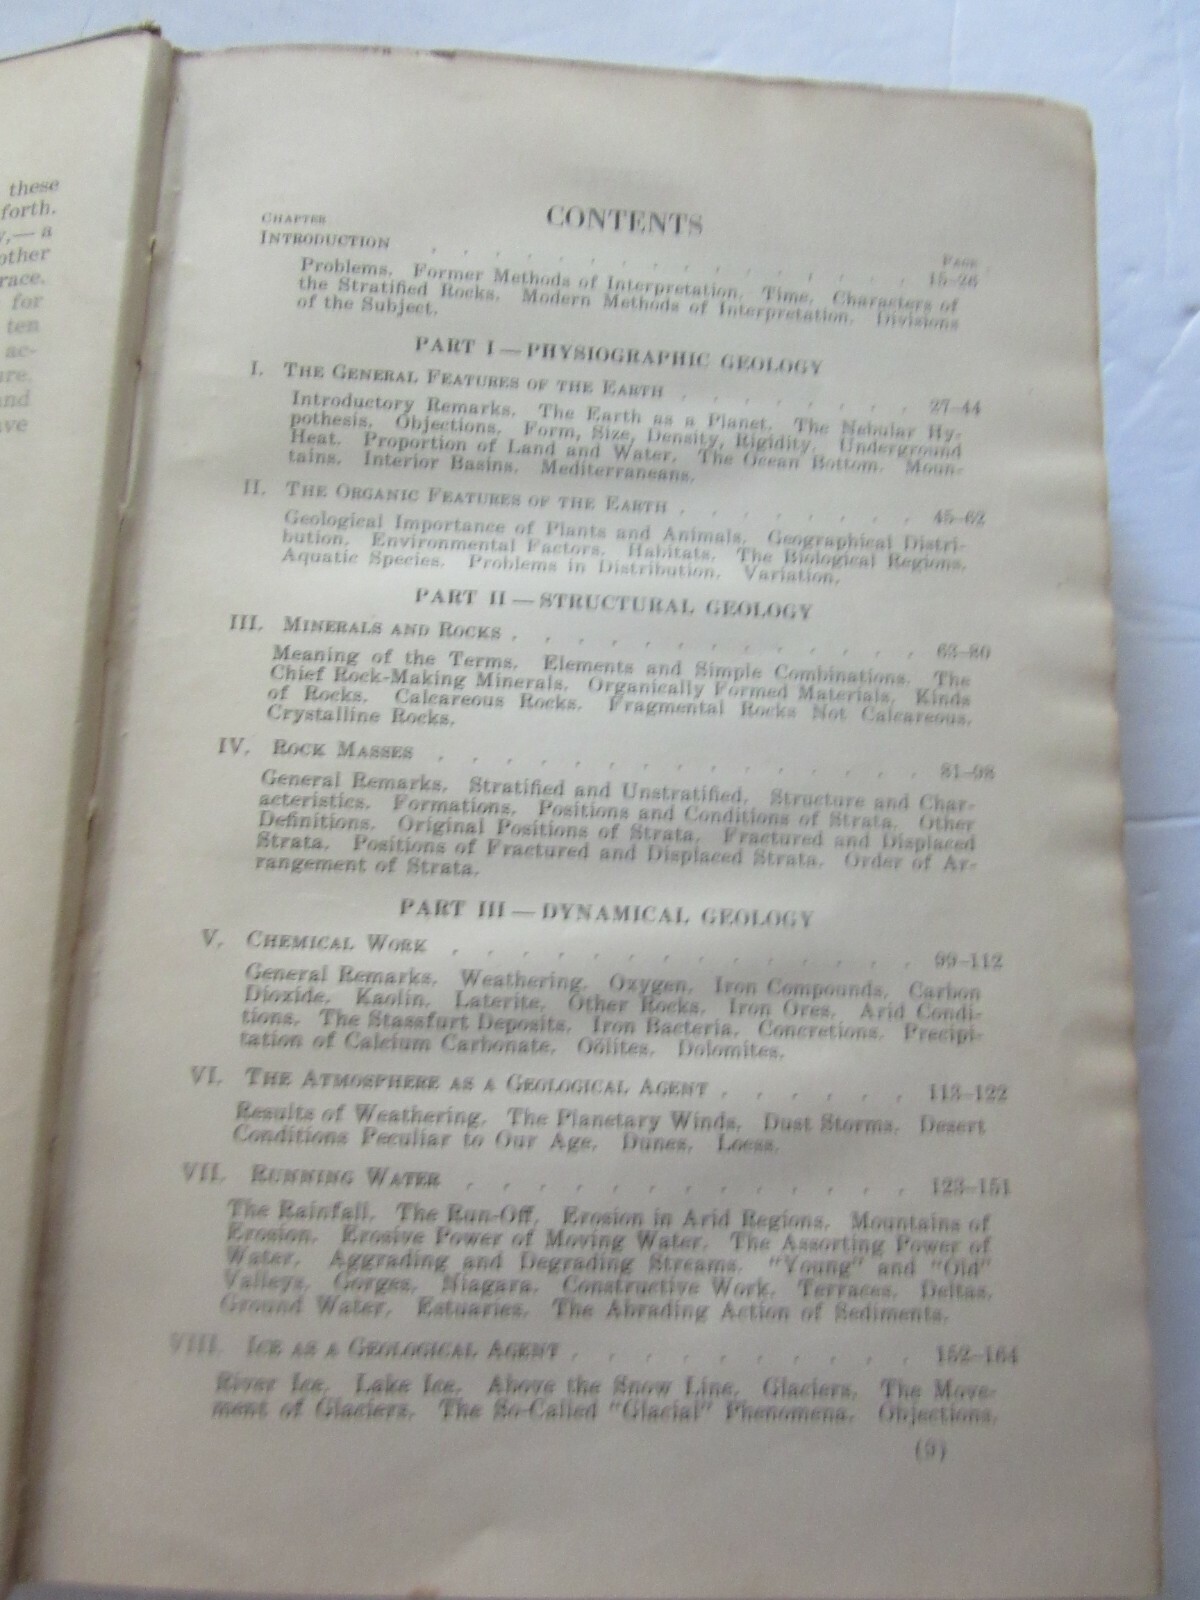 these
forth.
y,— a
other
race.
for
ten
ac-
ure.
and
ave
CONTENTS
CHAPTER
PAGE
INTRODUCTION . . . . . . . . . . . . . . 15-26
Problems. Former Methods of Interpretation. Time. Characters of
the Stratified Rocks. Modern Methods of Interpretation. Divisions
of the Subject.
PART I—PHYSIOGRAPHIC GEOLOGY
I. THE GENERAL FEATURES OF THE EARTH . . . . . . . 27-44
Introductory Remarks. The Earth as a Planet. The Nebular Hy-
pothesis. Objections. Form, Size, Density, Rigidity. Underground
Heat. Proportion of Land and Water. The Ocean Bottom. Moun-
tains. Interior Basins. Mediterraneans.
II. THE ORGANIC FEATURES OF THE EARTH . . . . . . . 45-62
Geological Importance of Plants and Animals. Geographical Distri-
bution. Environmental Factors. Habitats. The Biological Regions.
Aquatic Species. Problems in Distribution. Variation.
PART II—STRUCTURAL GEOLOGY
III. MINERALS AND ROCKS . . . . . . . . . . . . 63-80
Meaning of the Terms. Elements and Simple Combinations. The
Chief Rock-Making Minerals. Organically Formed Materials. Kinds
of Rocks. Calcareous Rocks. Fragmental Rocks Not Calcareous.
Crystalline Rocks.
IV. ROCK MASSES . . . . . . . . . . . . . . 81-98
General Remarks. Stratified and Unstratified. Structure and Char-
acteristics. Formations. Positions and Conditions of Strata. Other
Definitions. Original Positions of Strata. Fractured and Displaced
Strata. Positions of Fractured and Displaced Strata. Order of Ar-
rangement of Strata.
PART III—DYNAMICAL GEOLOGY
V. CHEMICAL WORK . . . . . . . . . . . . . 99-112
General Remarks. Weathering. Oxygen. Iron Compounds. Carbon
Dioxide. Kaolin. Laterite. Other Rocks. Iron Ores. Arid Condi-
tions. The Stassfurt Deposits. Iron Bacteria. Concretions. Precipi-
tation of Calcium Carbonate. Oölites. Dolomites.
VI. THE ATMOSPHERE AS A GEOLOGICAL AGENT . . . . . . 113-122
Results of Weathering. The Planetary Winds. Dust Storms. Desert
Conditions Peculiar to Our Age. Dunes. Loess.
VII. RUNNING WATER . . . . . . . . . . . . . 123-151
The Rainfall. The Run-Off. Erosion in Arid Regions. Mountains of
Erosion. Erosive Power of Moving Water. The Assorting Power of
Water. Aggrading and Degrading Streams. "Young" and "Old"
Valleys. Gorges. Niagara. Constructive Work. Terraces. Deltas.
Ground Water. Estuaries. The Abrading Action of Sediments.
VIII. ICE AS A GEOLOGICAL AGENT . . . . . . . . . . 152-164
River Ice. Lake Ice. Above the Snow Line. Glaciers. The Move-
ment of Glaciers. The So-Called "Glacial" Phenomena. Objections.
(9)